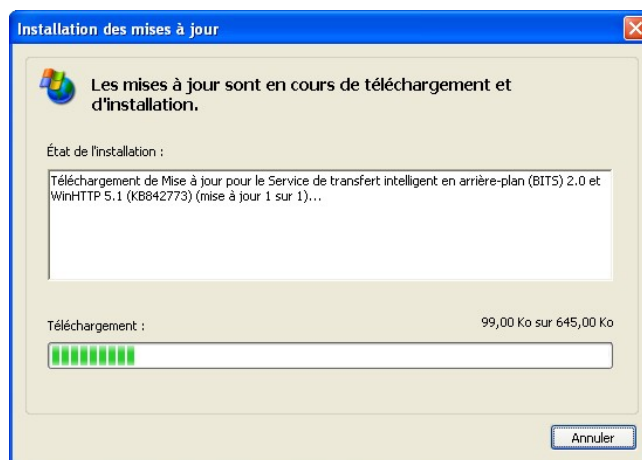 Installation des mises à jour
Les mises à jour sont en cours de téléchargement et
d'installation.
État de l'installation :
Téléchargement de Mise à jour pour le Service de transfert intelligent en arrière-plan (BITS) 2.0 et
WinHTTP 5.1 (KB842773) (mise à jour 1 sur 1)...
Téléchargement :
99,00 Ko sur 645,00 Ko
Annuler